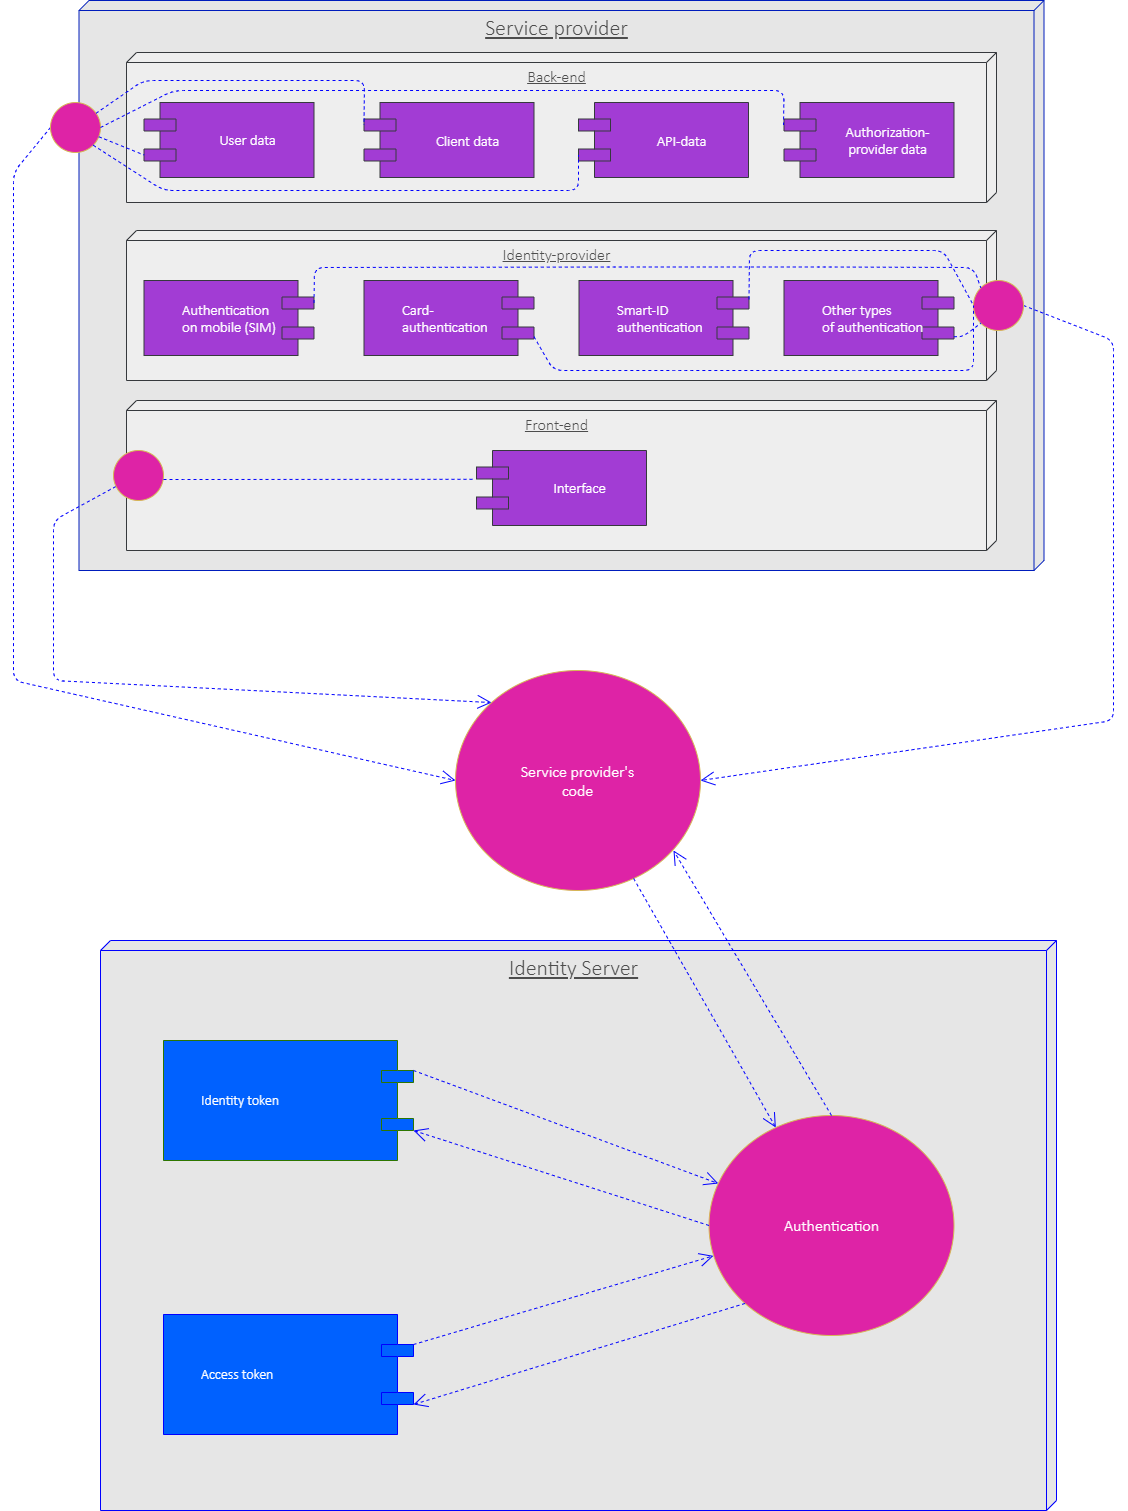 Service provider
Back-end
User data
Client data
API-data
Authorization-
provider data
Identity-provider
Authentication
on mobile (SIM)
Card-
authentication
Smart-ID
authentication
Other types
of authentication
Front-end
Interface
Service provider's
code
Identity Server
Identity token
Authentication
Access token